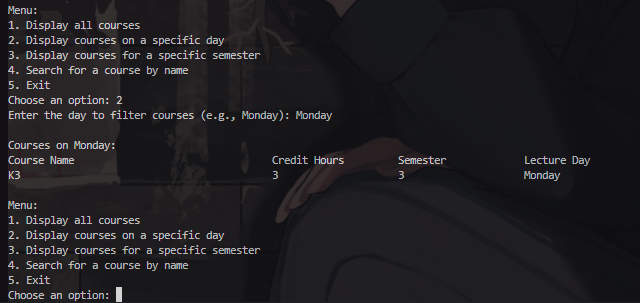 Menu:
1. Display all courses
2. Display courses on a specific day
3. Display courses for a specific semester
4. Search for a course by name
5. Exit
Choose an option: 2
Enter the day to filter courses (e.g., Monday): Monday
Courses on Monday:
Course Name Credit Hours Semester Lecture Day
K3 3 3 Monday
Menu:
1. Display all courses
2. Display courses on a specific day
3. Display courses for a specific semester
4. Search for a course by name
5. Exit
Choose an option: